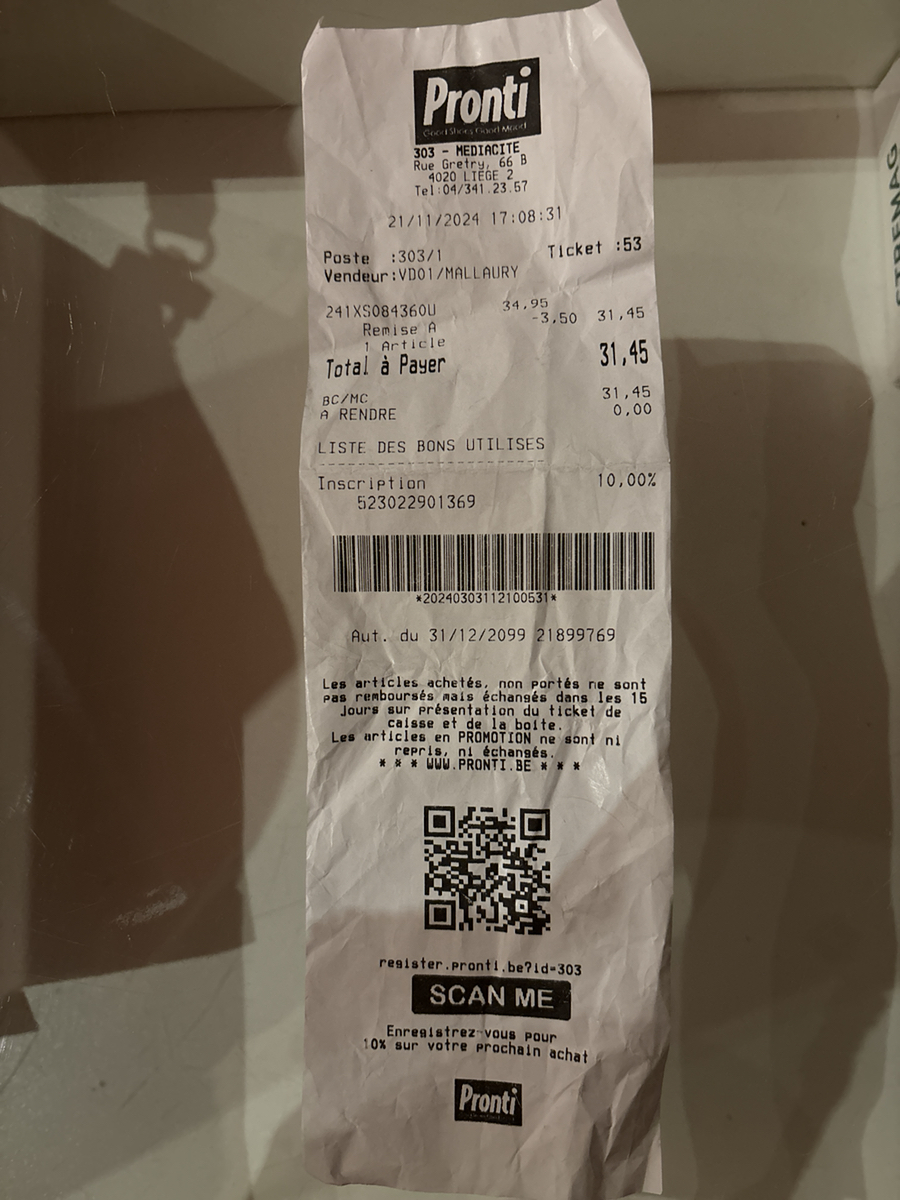 Pronti
Good Shoes Good Mood
303 - MEDIACITE
Rue Gretry, 66 B
4020 LIEGE 2
Tel:04/341.23.57
21/11/2024 17:08:31
Poste :303/1 Ticket :53
Vendeur:VD01/MALLAURY
241XS084360U 34,95
Remise A -3,50 31,45
1 Article
Total à Payer 31,45
BC/MC 31,45
A RENDRE 0,00
LISTE DES BONS UTILISES
Inscription 10,00%
523022901369
*20240303112100531*
Aut. du 31/12/2099 21899769
Les articles achetés, non portés ne sont
pas remboursés mais échangés dans les 15
Jours sur présentation du ticket de
caisse et de la boite.
Les articles en PROMOTION ne sont ni
repris, ni échangés.
* * * WWW.PRONTI.BE * * *
register.pronti.be?id=303
SCAN ME
Enregistrez-vous pour
10% sur votre prochain achat
Pronti